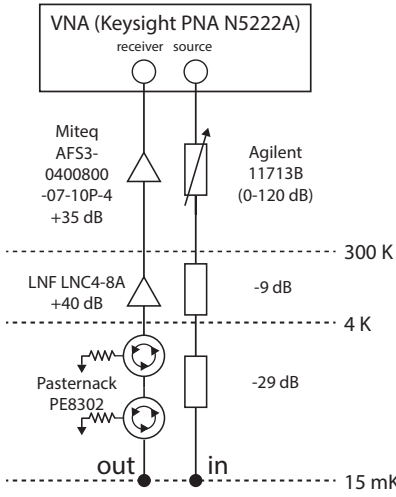 VNA (Keysight PNA N5222A)
receiver source
Miteq
AFS3-
0400800
-07-10P-4
+35 dB
Agilent
11713B
(0-120 dB)
300 K
LNF LNC4-8A
+40 dB
-9 dB
4 K
Pasternack
PE8302
-29 dB
out in
15 mK